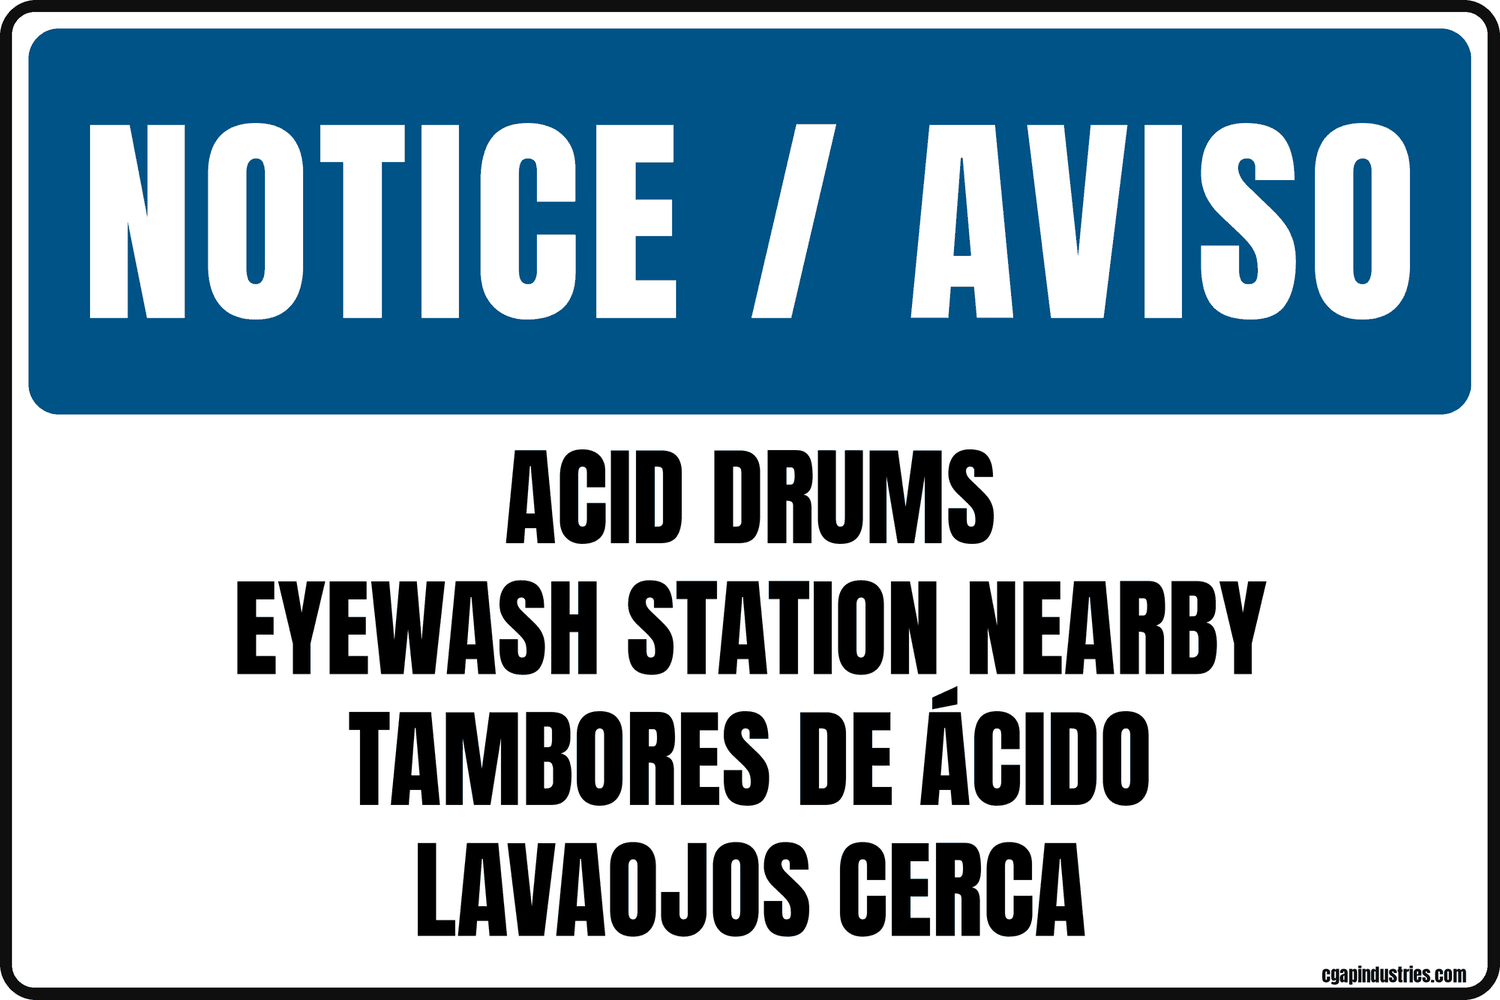 NOTICE / AVISO
ACID DRUMS
EYEWASH STATION NEARBY
TAMBORES DE ÁCIDO
LAVAOJOS CERCA
cgapindustries.com